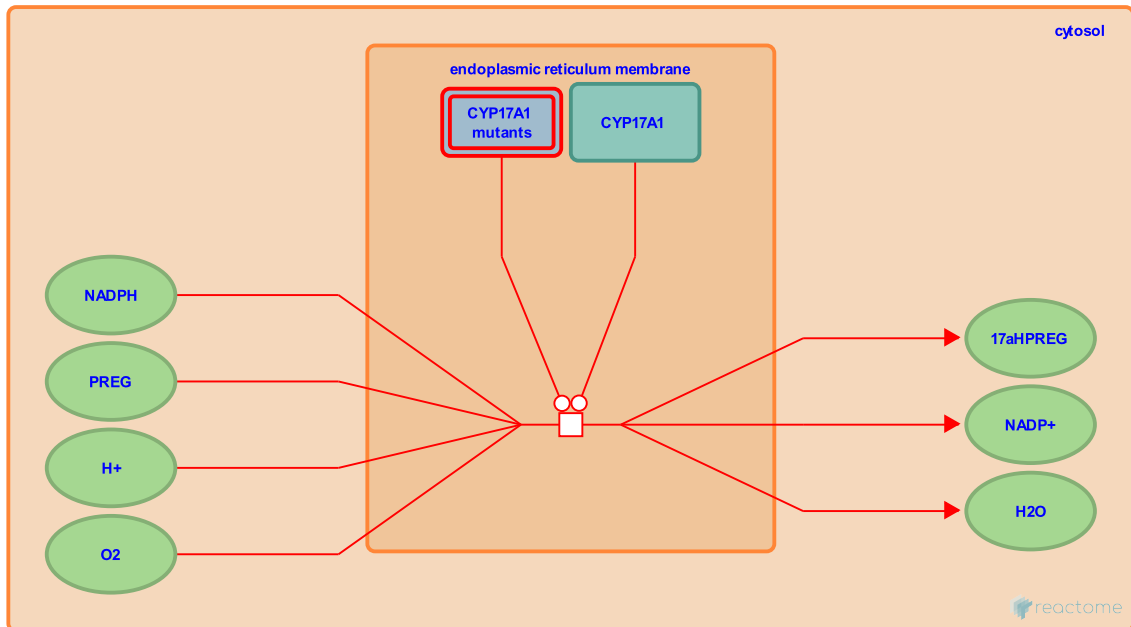 cytosol
endoplasmic reticulum membrane
CYP17A1
mutants
CYP17A1
NADPH
PREG
H+
O2
17aHPREG
NADP+
H2O
reactome